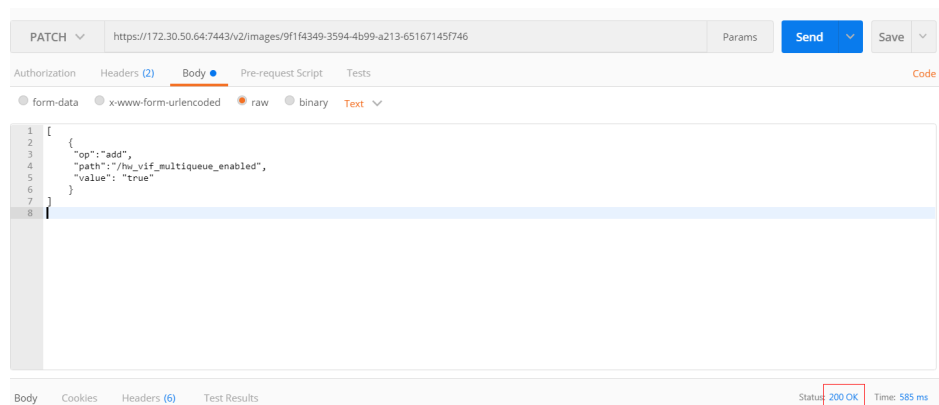 PATCH https://172.30.50.64:7443/v2/images/9f1f4349-3594-4b99-a213-65167145f746 Params Send Save
Authorization Headers (2) Body Pre-request Script Tests Code
form-data x-www-form-urlencoded raw binary Text
1 [
2 {
3 "op":"add",
4 "path":"/hw_vif_multiqueue_enabled",
5 "value": "true"
6 }
7 ]
8
Body Cookies Headers (6) Test Results Status: 200 OK Time: 585 ms